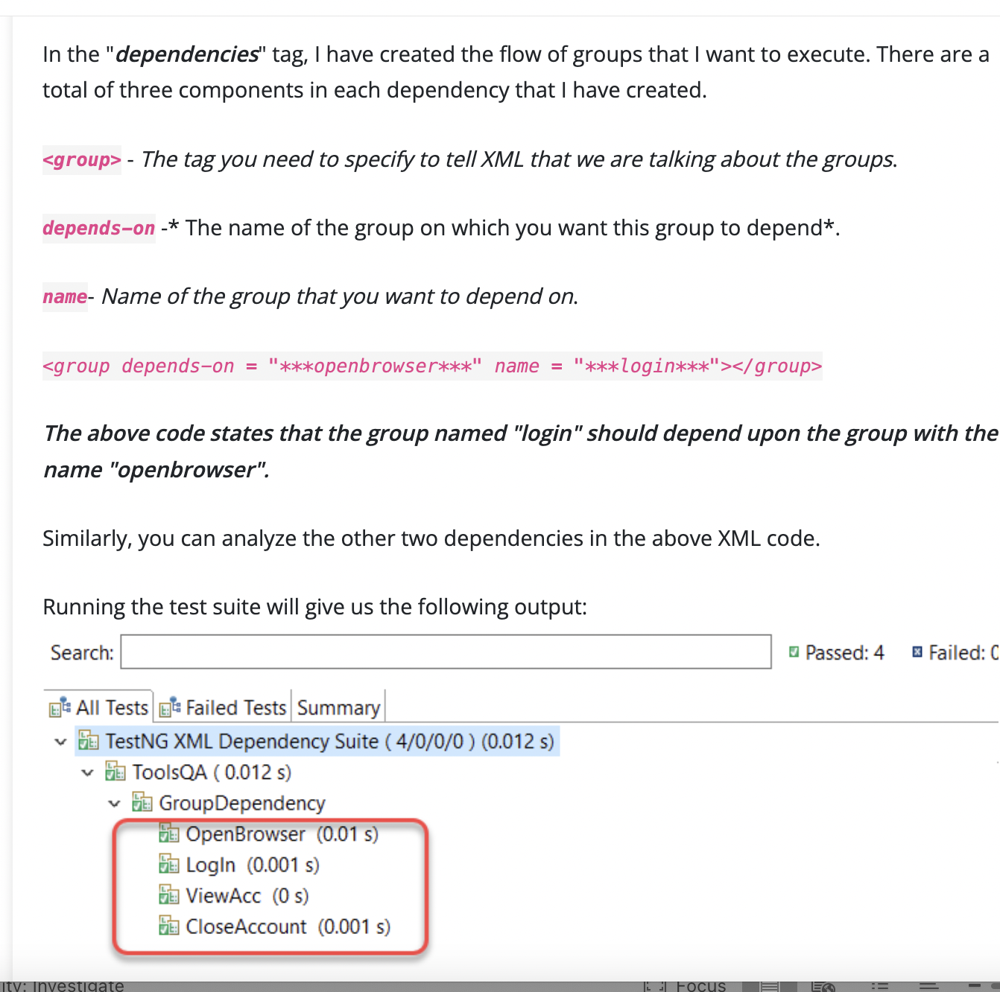 In the "dependencies" tag, I have created the flow of groups that I want to execute. There are a
total of three components in each dependency that I have created.
<group> - The tag you need to specify to tell XML that we are talking about the groups.
depends-on -* The name of the group on which you want this group to depend*.
name- Name of the group that you want to depend on.
<group depends-on = "***openbrowser***" name = "***login***"></group>
The above code states that the group named "login" should depend upon the group with the
name "openbrowser".
Similarly, you can analyze the other two dependencies in the above XML code.
Running the test suite will give us the following output:
Search: Passed: 4 Failed: 0
All Tests Failed Tests Summary
TestNG XML Dependency Suite ( 4/0/0/0 ) (0.012 s)
ToolsQA ( 0.012 s)
GroupDependency
OpenBrowser (0.01 s)
LogIn (0.001 s)
ViewAcc (0 s)
CloseAccount (0.001 s)
ity: Investigate Focus